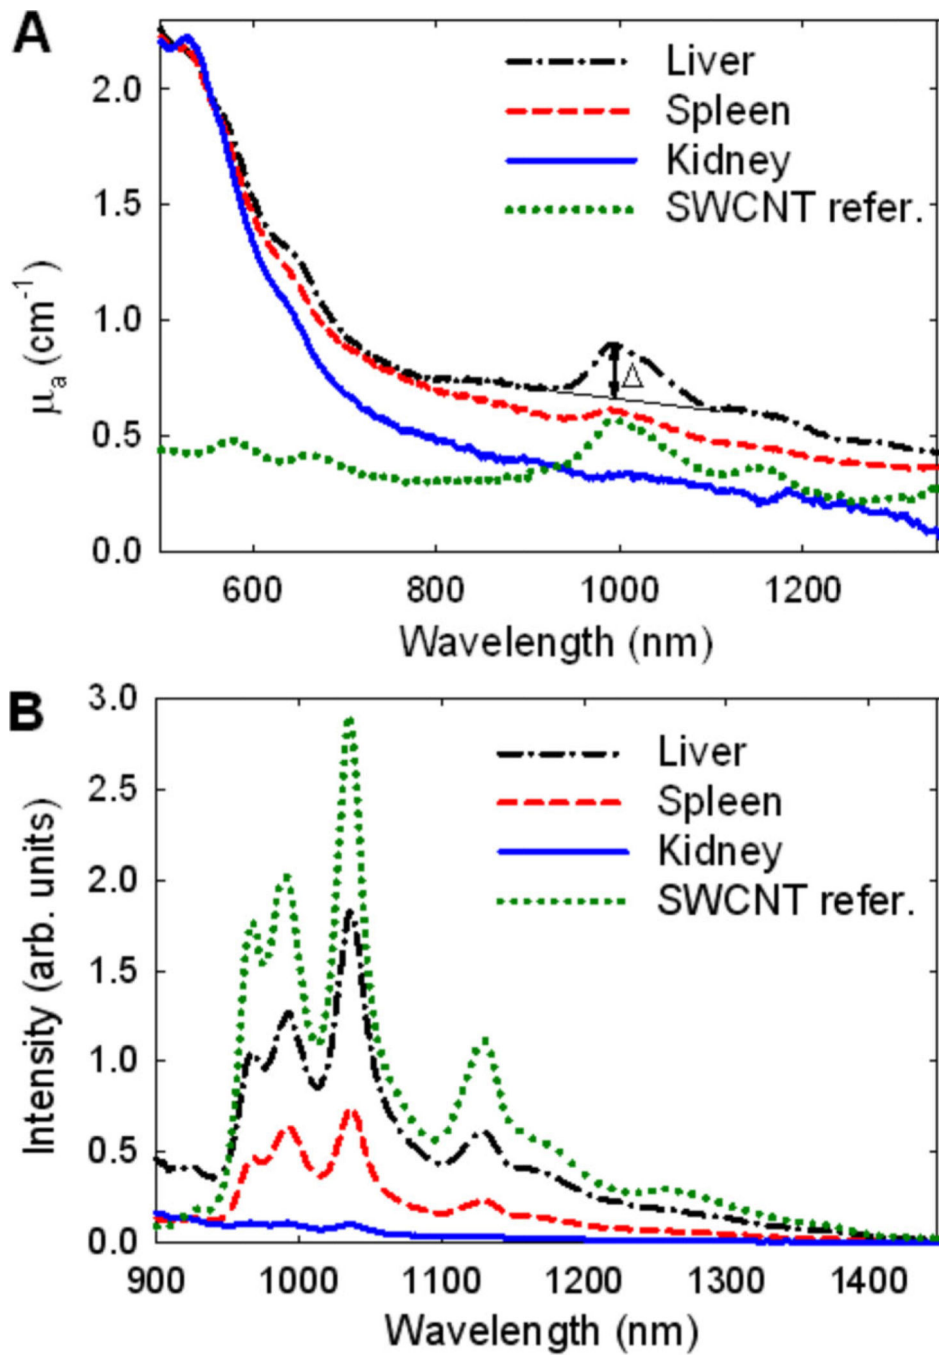 A
Liver
Spleen
Kidney
SWCNT refer.
Δ
μa (cm-1)
2.0
1.5
1.0
0.5
0.0
600 800 1000 1200
Wavelength (nm)
B
Liver
Spleen
Kidney
SWCNT refer.
Intensity (arb. units)
3.0
2.5
2.0
1.5
1.0
0.5
0.0
900 1000 1100 1200 1300 1400
Wavelength (nm)